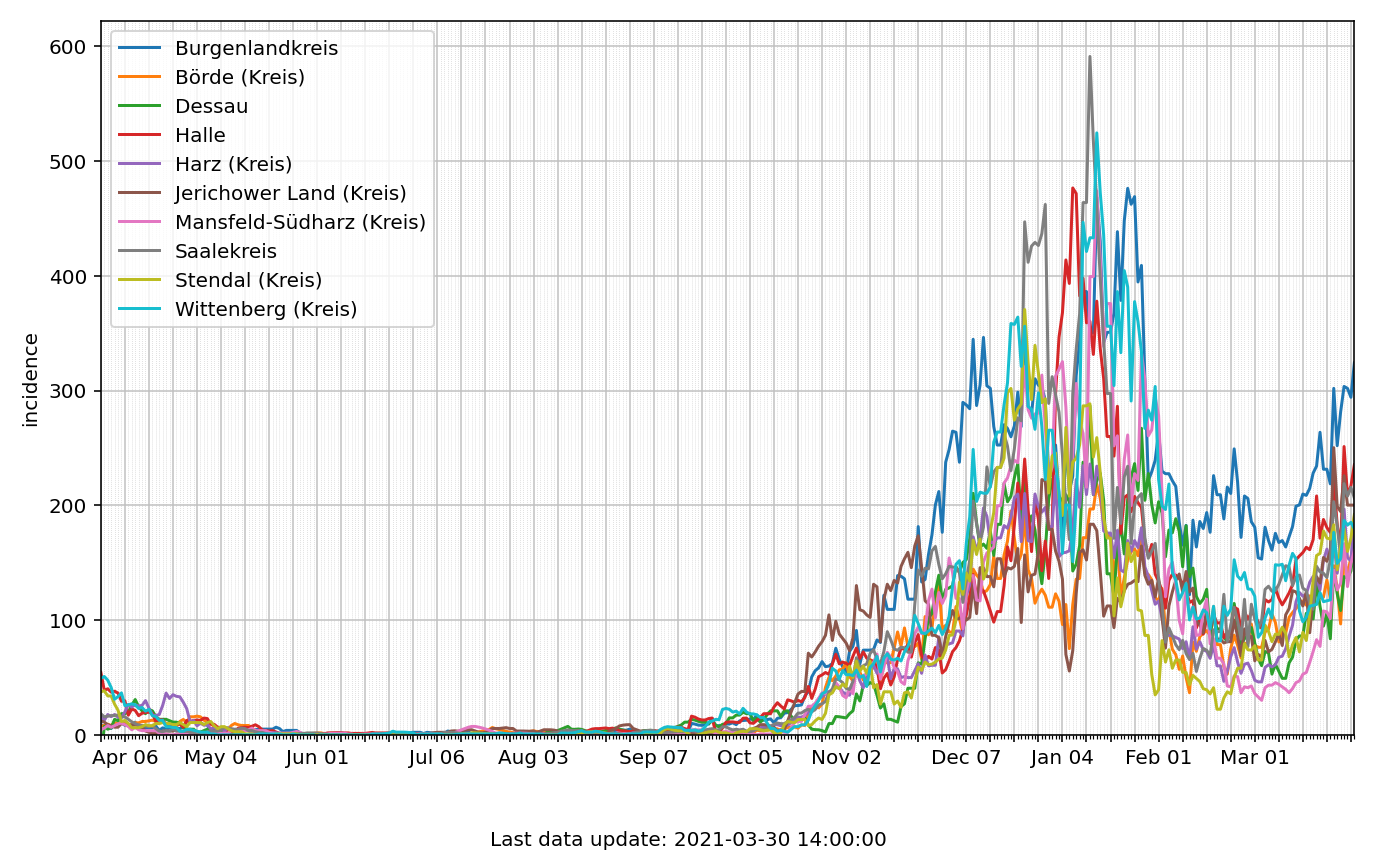 600
500
400
300
200
100
0
incidence
Burgenlandkreis
Börde (Kreis)
Dessau
Halle
Harz (Kreis)
Jerichower Land (Kreis)
Mansfeld-Südharz (Kreis)
Saalekreis
Stendal (Kreis)
Wittenberg (Kreis)
Apr 06 May 04 Jun 01 Jul 06 Aug 03 Sep 07 Oct 05 Nov 02 Dec 07 Jan 04 Feb 01 Mar 01
Last data update: 2021-03-30 14:00:00